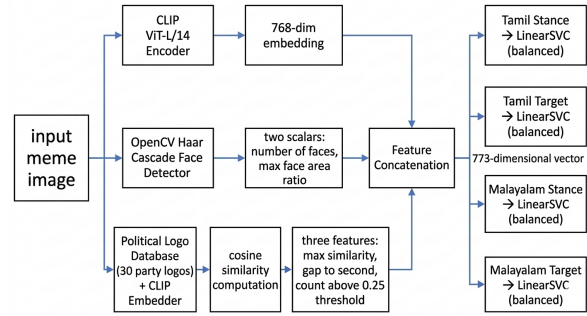 input
meme
image
CLIP
ViT-L/14
Encoder
768-dim
embedding
OpenCV Haar
Cascade Face
Detector
two scalars:
number of faces,
max face area
ratio
Political Logo
Database
(30 party logos)
+ CLIP
Embedder
cosine
similarity
computation
three features:
max similarity,
gap to second,
count above 0.25
threshold
Feature
Concatenation
773-dimensional vector
Tamil Stance
→ LinearSVC
(balanced)
Tamil Target
→ LinearSVC
(balanced)
Malayalam Stance
→ LinearSVC
(balanced)
Malayalam Target
→ LinearSVC
(balanced)